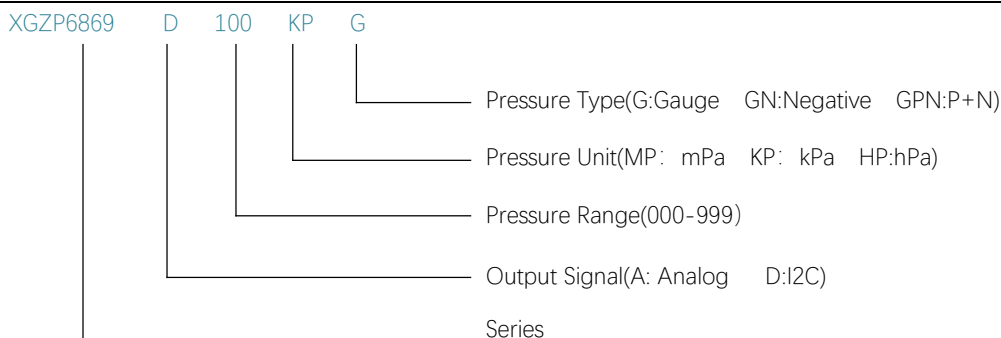 XGZP6869 D 100 KP G
Pressure Type(G:Gauge GN:Negative GPN:P+N)
Pressure Unit(MP：mPa KP：kPa HP:hPa)
Pressure Range(000-999）
Output Signal(A: Analog D:I2C)
Series